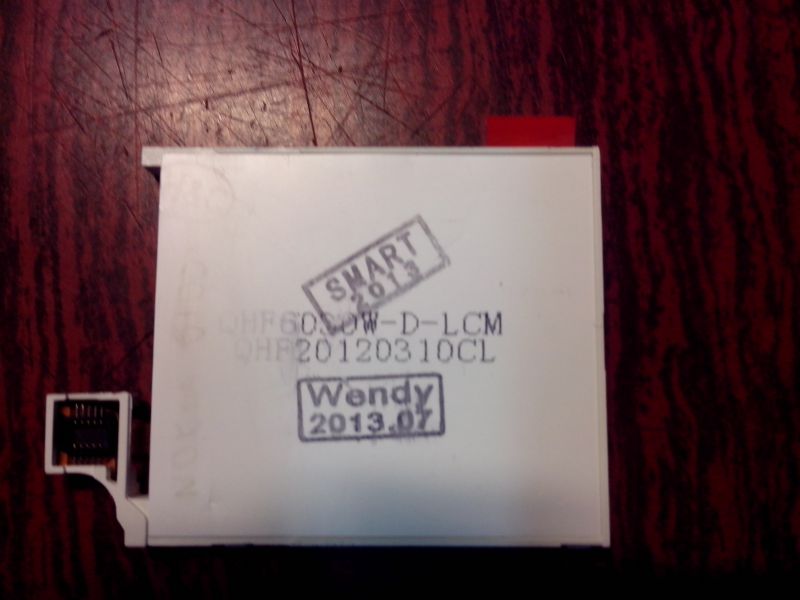 SMART
2013
QHF6030W-D-LCM
QHF20120310CL
Wendy
2013.07